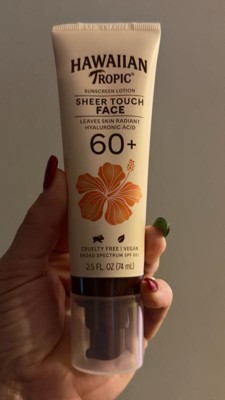 HAWAIIAN
TROPIC
SUNSCREEN LOTION
SHEER TOUCH
FACE
LEAVES SKIN RADIANT
HYALURONIC ACID
60+
CRUELTY FREE | VEGAN
BROAD SPECTRUM SPF 60+
2.5 FL. OZ (74 mL)